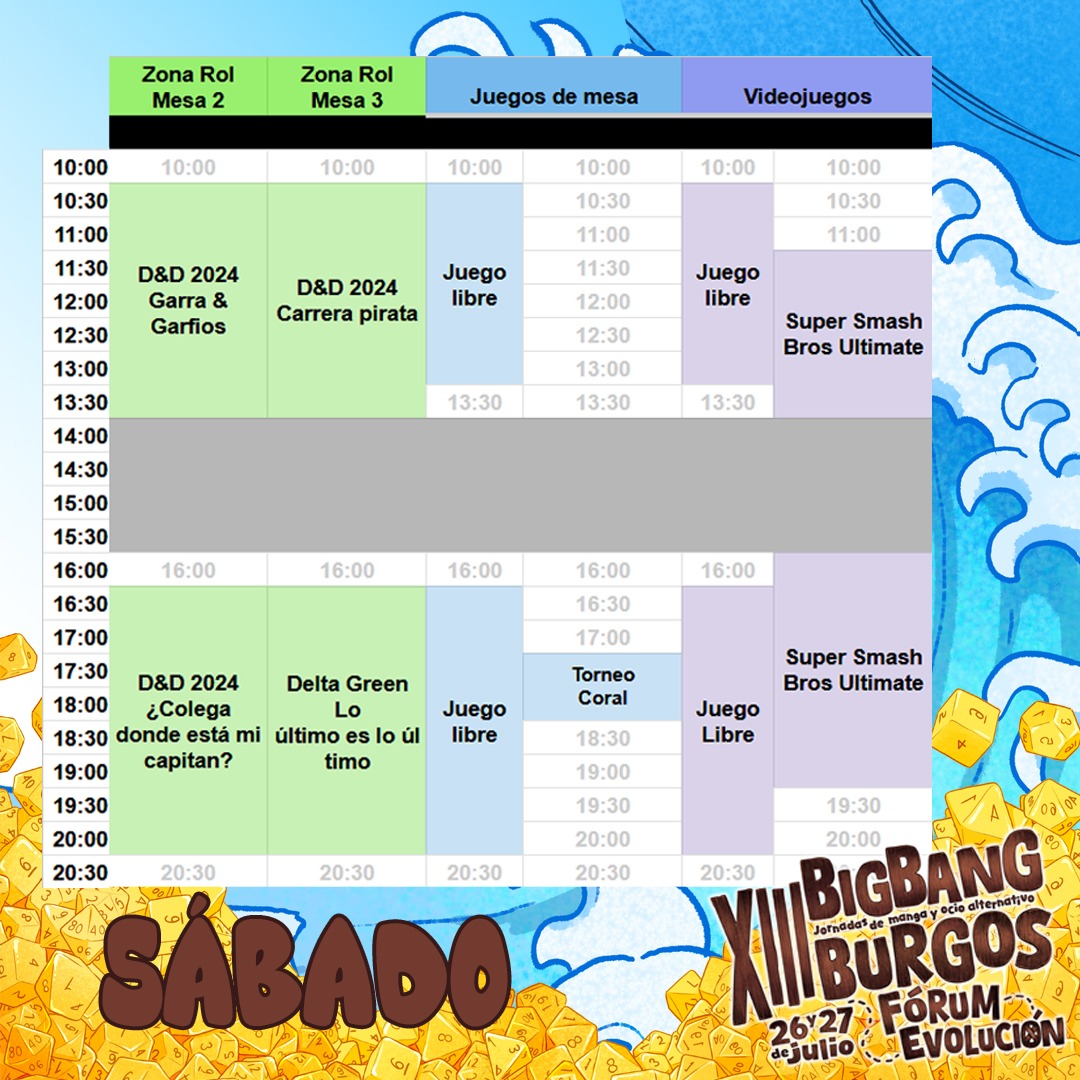 Zona Rol
Mesa 2
Zona Rol
Mesa 3
Juegos de mesa
Videojuegos
10:00 10:00 10:00 10:00 10:00 10:00 10:00
10:30 10:30 10:30
11:00 11:00 11:00
11:30 11:30
12:00 12:00
12:30 12:30
13:00 13:00
13:30 13:30 13:30 13:30
D&D 2024
Garra &
Garfios
D&D 2024
Carrera pirata
Juego
libre
Juego
libre
Super Smash
Bros Ultimate
14:00
14:30
15:00
15:30
16:00 16:00 16:00 16:00 16:00 16:00
16:30 16:30
17:00 17:00
17:30
18:00
18:30 18:30
19:00 19:00
19:30 19:30 19:30
20:00 20:00 20:00
D&D 2024
¿Colega
donde está mi
capitan?
Delta Green
Lo
último es lo úl
timo
Juego
libre
Torneo
Coral
Juego
Libre
Super Smash
Bros Ultimate
20:30 20:30 20:30 20:30 20:30 20:30
SÁBADO
XIII BIGBANG
Jornadas de manga y ocio alternativo
BURGOS
26 y 27
de julio
FÓRUM
EVOLUCIÓN